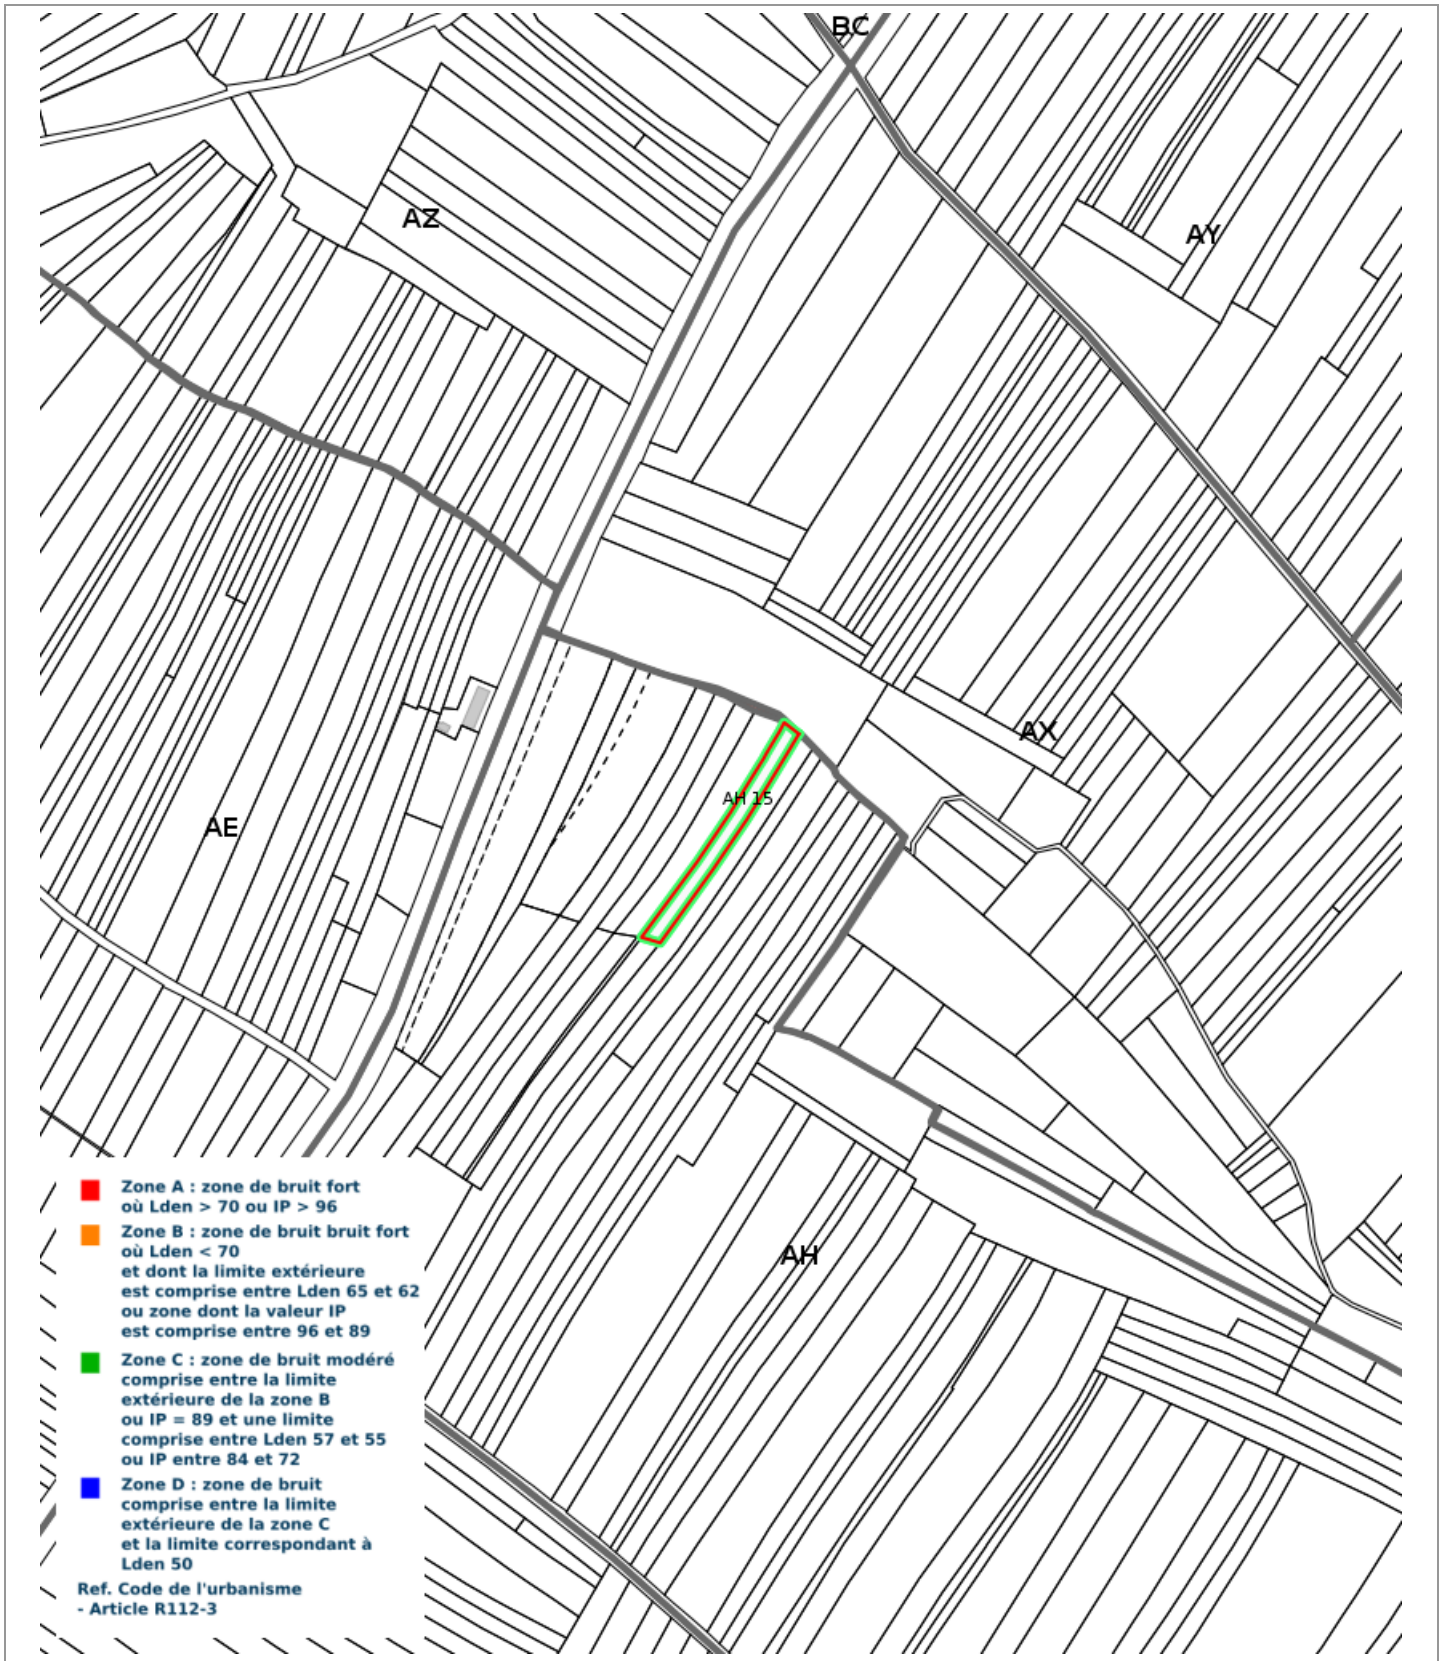 BC
AZ
AY
AX
AH 15
AE
AH
Zone A : zone de bruit fort
où Lden > 70 ou IP > 96
Zone B : zone de bruit bruit fort
où Lden < 70
et dont la limite extérieure
est comprise entre Lden 65 et 62
ou zone dont la valeur IP
est comprise entre 96 et 89
Zone C : zone de bruit modéré
comprise entre la limite
extérieure de la zone B
ou IP = 89 et une limite
comprise entre Lden 57 et 55
ou IP entre 84 et 72
Zone D : zone de bruit
comprise entre la limite
extérieure de la zone C
et la limite correspondant à
Lden 50
Ref. Code de l'urbanisme
- Article R112-3